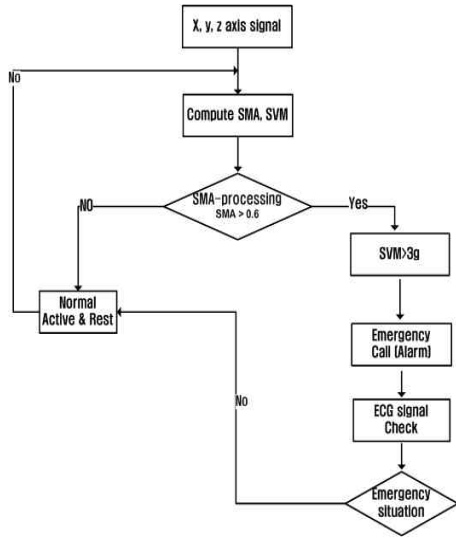 X, y, z axis signal
No
Compute SMA, SVM
SMA-processing
SMA > 0.6
NO
Yes
SVM>3g
Normal
Active & Rest
Emergency
Call (Alarm)
No
ECG signal
Check
Emergency
situation